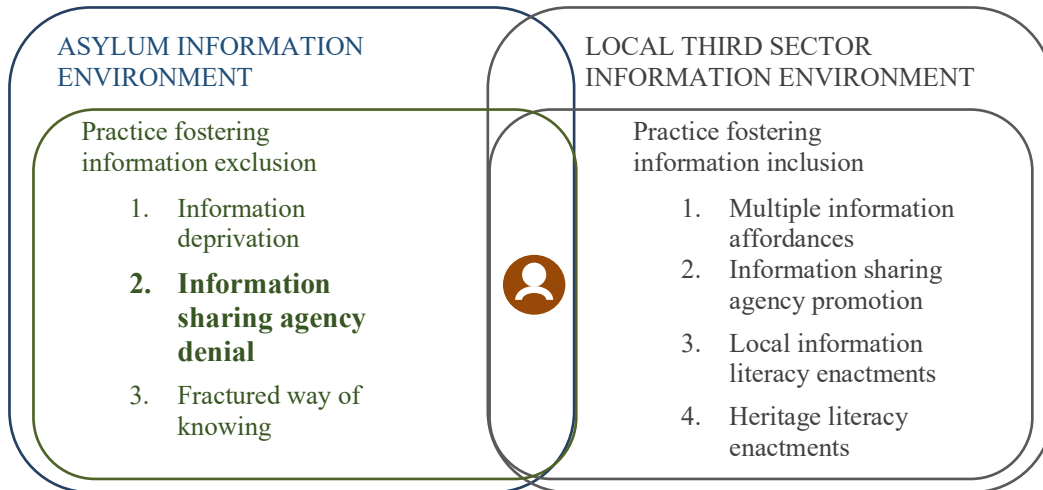 ASYLUM INFORMATION
ENVIRONMENT
Practice fostering
information exclusion
1. Information
deprivation
2. Information
sharing agency
denial
3. Fractured way of
knowing
LOCAL THIRD SECTOR
INFORMATION ENVIRONMENT
Practice fostering
information inclusion
1. Multiple information
affordances
2. Information sharing
agency promotion
3. Local information
literacy enactments
4. Heritage literacy
enactments